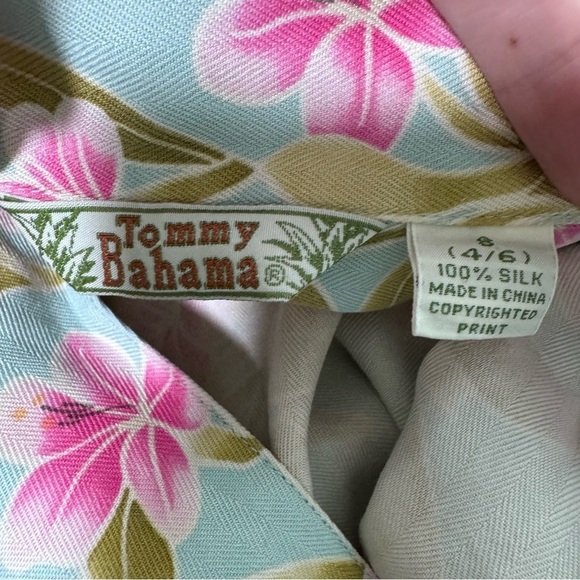 Tommy
Bahama®
S
(4/6)
100% SILK
MADE IN CHINA
COPYRIGHTED
PRINT